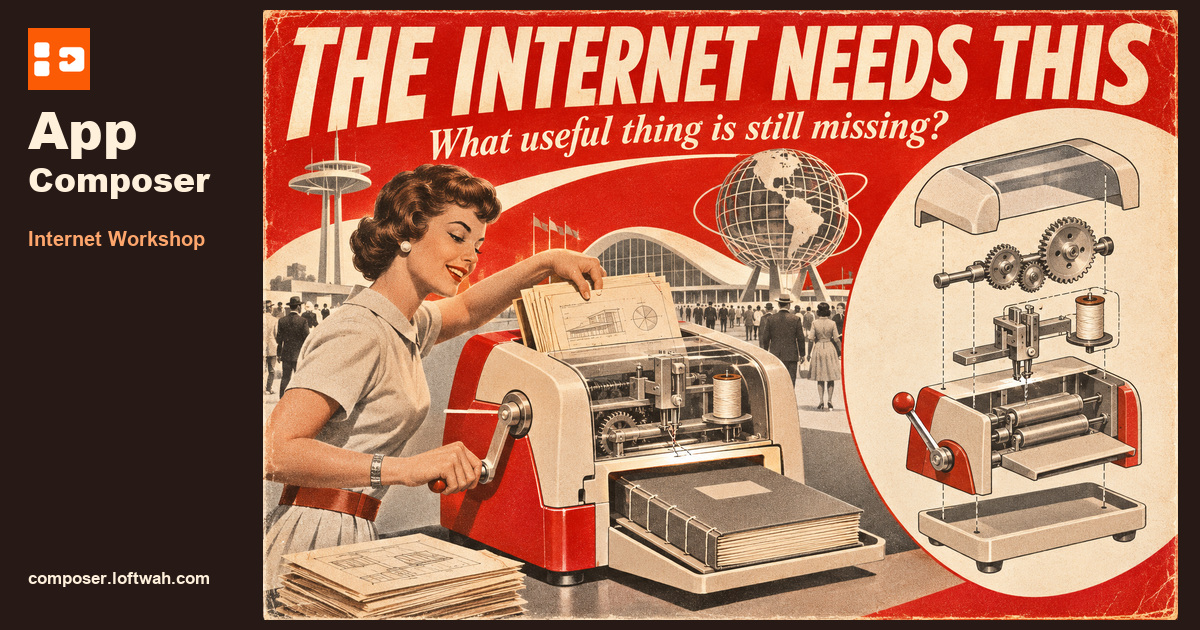 App
Composer
Internet Workshop
composer.loftwah.com
THE INTERNET NEEDS THIS
What useful thing is still missing?